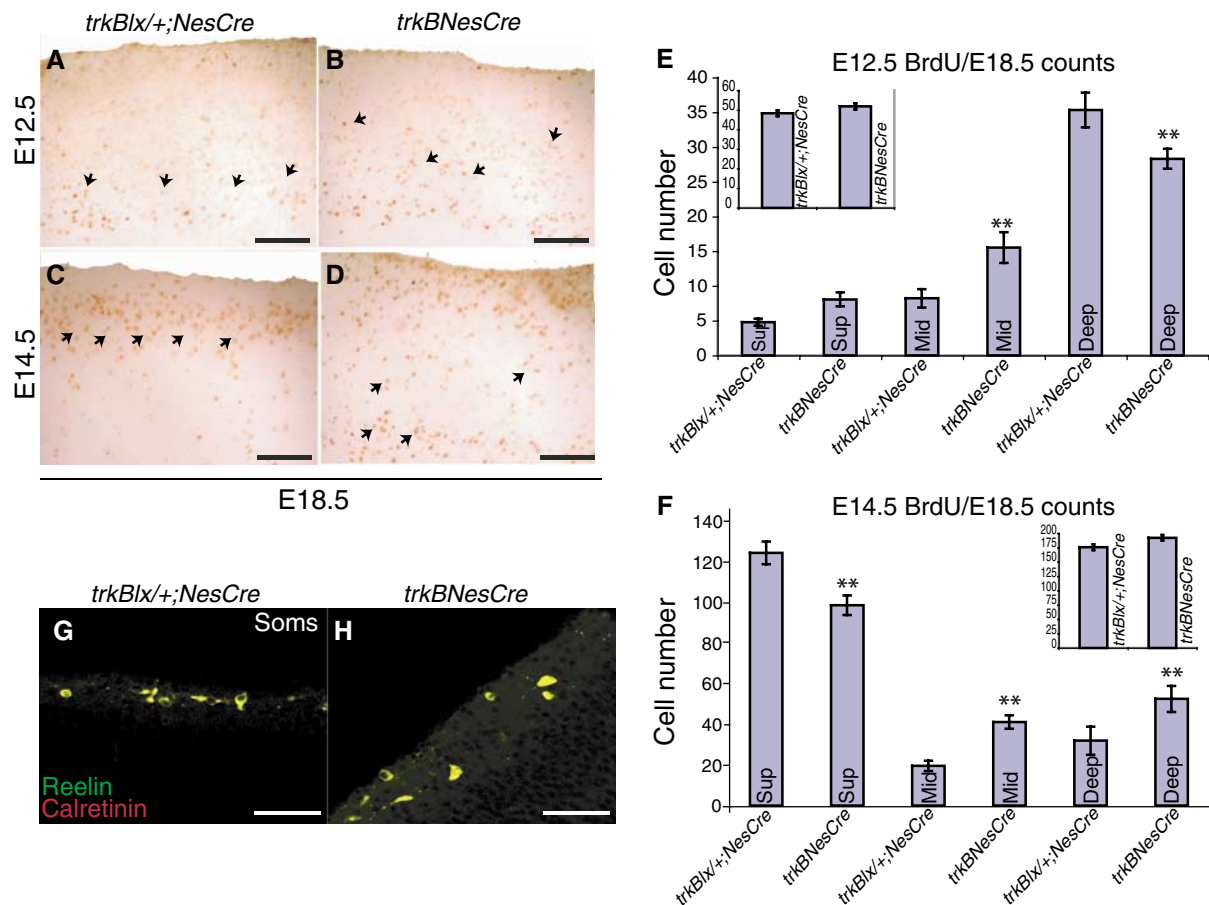 trkBlx/+;NesCre
trkBNesCre
E12.5
A
B
E14.5
C
D
E18.5
trkBlx/+;NesCre
trkBNesCre
G
Soms
H
Reelin
Calretinin
E
E12.5 BrdU/E18.5 counts
Cell number
40
35
30
25
20
15
10
5
0
60
50
40
30
20
10
0
trkBlx/+;NesCre
trkBNesCre
**
**
Sup
Sup
Mid
Mid
Deep
Deep
trkBlx/+;NesCre
trkBNesCre
trkBlx/+;NesCre
trkBNesCre
trkBlx/+;NesCre
trkBNesCre
F
E14.5 BrdU/E18.5 counts
Cell number
140
120
100
80
60
40
20
0
200
175
150
125
100
75
50
25
0
trkBlx/+;NesCre
trkBNesCre
**
**
**
Sup
Sup
Mid
Mid
Deep
Deep
trkBlx/+;NesCre
trkBNesCre
trkBlx/+;NesCre
trkBNesCre
trkBlx/+;NesCre
trkBNesCre